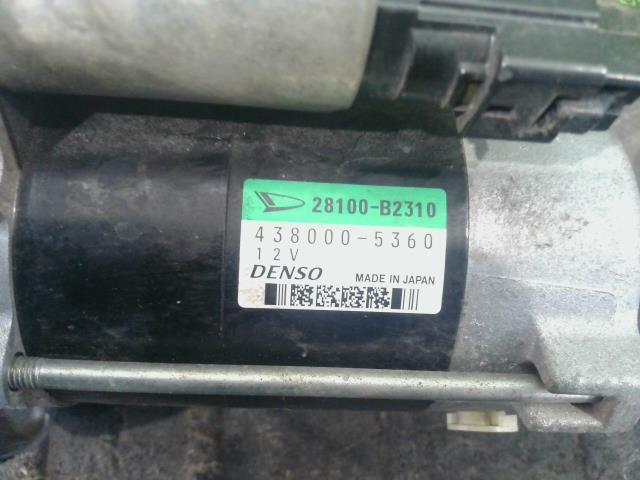 28100-B2310
438000-5360
12V
DENSO MADE IN JAPAN